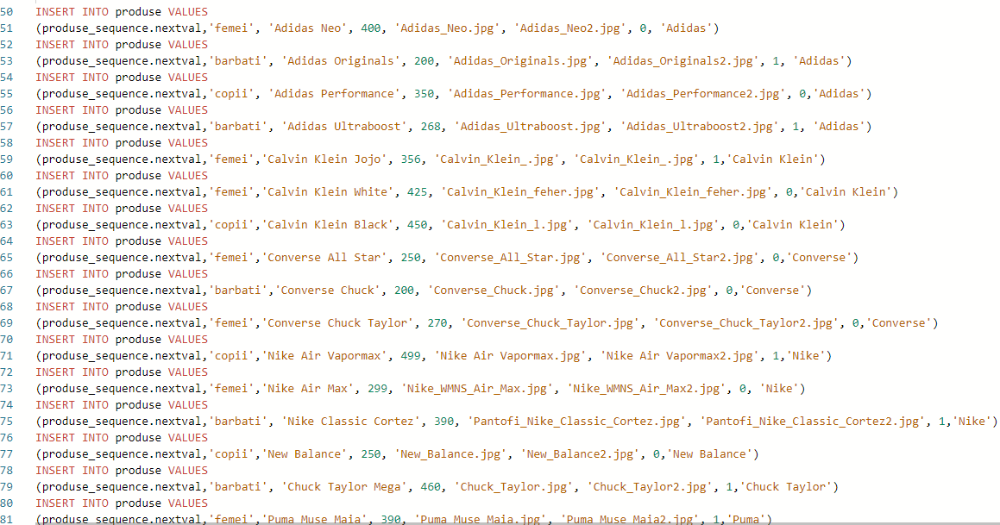 50 INSERT INTO produse VALUES
51 (produse_sequence.nextval,'femei', 'Adidas Neo', 400, 'Adidas_Neo.jpg', 'Adidas_Neo2.jpg', 0, 'Adidas')
52 INSERT INTO produse VALUES
53 (produse_sequence.nextval,'barbati', 'Adidas Originals', 200, 'Adidas_Originals.jpg', 'Adidas_Originals2.jpg', 1, 'Adidas')
54 INSERT INTO produse VALUES
55 (produse_sequence.nextval,'copii', 'Adidas Performance', 350, 'Adidas_Performance.jpg', 'Adidas_Performance2.jpg', 0,'Adidas')
56 INSERT INTO produse VALUES
57 (produse_sequence.nextval,'barbati', 'Adidas Ultraboost', 268, 'Adidas_Ultraboost.jpg', 'Adidas_Ultraboost2.jpg', 1, 'Adidas')
58 INSERT INTO produse VALUES
59 (produse_sequence.nextval,'femei','Calvin Klein Jojo', 356, 'Calvin_Klein_.jpg', 'Calvin_Klein_.jpg', 1,'Calvin Klein')
60 INSERT INTO produse VALUES
61 (produse_sequence.nextval,'femei','Calvin Klein White', 425, 'Calvin_Klein_feher.jpg', 'Calvin_Klein_feher.jpg', 0,'Calvin Klein')
62 INSERT INTO produse VALUES
63 (produse_sequence.nextval,'copii','Calvin Klein Black', 450, 'Calvin_Klein_l.jpg', 'Calvin_Klein_l.jpg', 0,'Calvin Klein')
64 INSERT INTO produse VALUES
65 (produse_sequence.nextval,'femei','Converse All Star', 250, 'Converse_All_Star.jpg', 'Converse_All_Star2.jpg', 0,'Converse')
66 INSERT INTO produse VALUES
67 (produse_sequence.nextval,'barbati','Converse Chuck', 200, 'Converse_Chuck.jpg', 'Converse_Chuck2.jpg', 0,'Converse')
68 INSERT INTO produse VALUES
69 (produse_sequence.nextval,'femei','Converse Chuck Taylor', 270, 'Converse_Chuck_Taylor.jpg', 'Converse_Chuck_Taylor2.jpg', 0,'Converse')
70 INSERT INTO produse VALUES
71 (produse_sequence.nextval,'copii','Nike Air Vapormax', 499, 'Nike Air Vapormax.jpg', 'Nike Air Vapormax2.jpg', 1,'Nike')
72 INSERT INTO produse VALUES
73 (produse_sequence.nextval,'femei','Nike Air Max', 299, 'Nike_WMNS_Air_Max.jpg', 'Nike_WMNS_Air_Max2.jpg', 0, 'Nike')
74 INSERT INTO produse VALUES
75 (produse_sequence.nextval,'barbati', 'Nike Classic Cortez', 390, 'Pantofi_Nike_Classic_Cortez.jpg', 'Pantofi_Nike_Classic_Cortez2.jpg', 1,'Nike')
76 INSERT INTO produse VALUES
77 (produse_sequence.nextval,'copii','New Balance', 250, 'New_Balance.jpg', 'New_Balance2.jpg', 0,'New Balance')
78 INSERT INTO produse VALUES
79 (produse_sequence.nextval,'barbati', 'Chuck Taylor Mega', 460, 'Chuck_Taylor.jpg', 'Chuck_Taylor2.jpg', 1,'Chuck Taylor')
80 INSERT INTO produse VALUES
81 (produse_sequence.nextval,'femei','Puma Muse Maia', 390, 'Puma_Muse_Maia.jpg', 'Puma_Muse_Maia2.jpg', 1,'Puma')